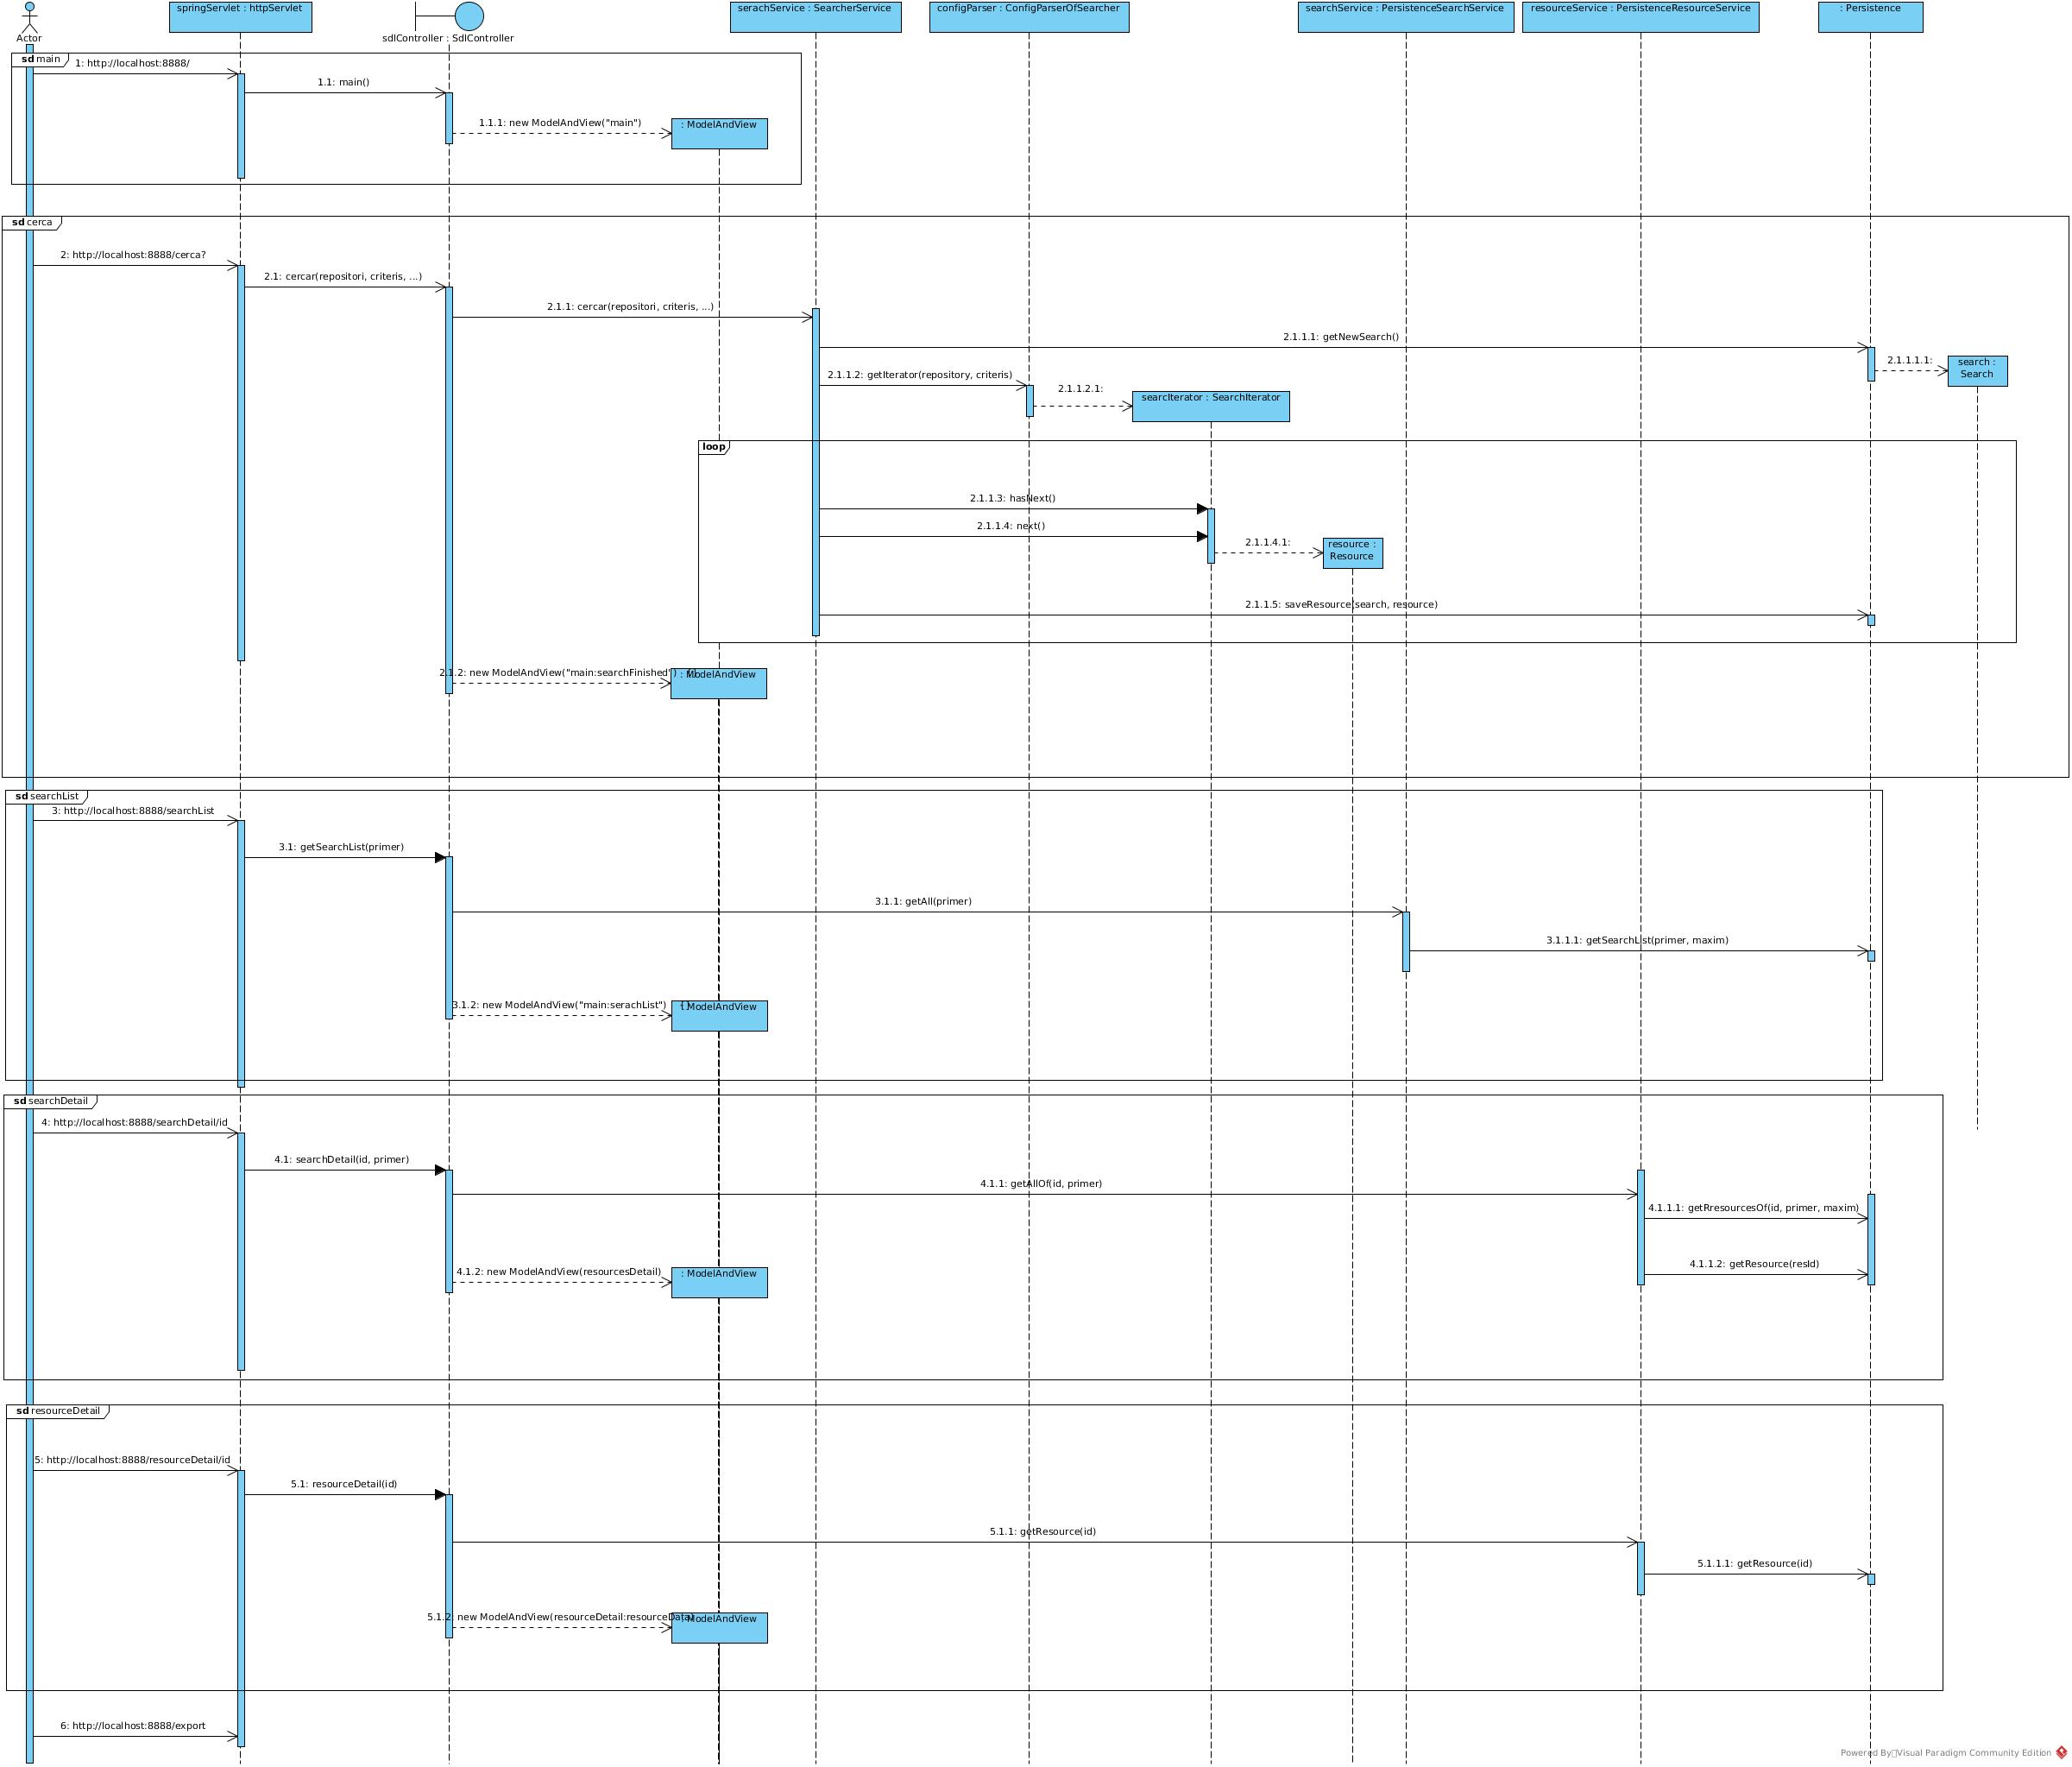 springServlet : httpServlet
serachService : SearcherService
configParser : ConfigParserOfSearcher
searchService : PersistenceSearchService
resourceService : PersistenceResourceService
: Persistence
Actor
sdlController : SdlController
sd main
1: http://localhost:8888/
1.1: main()
1.1.1: new ModelAndView("main")
: ModelAndView
sd cerca
2: http://localhost:8888/cerca?
2.1: cercar(repositori, criteris, ...)
2.1.1: cercar(repositori, criteris, ...)
2.1.1.1: getNewSearch()
2.1.1.1.1:
search :
Search
2.1.1.2: getIterator(repository, criteris)
2.1.1.2.1:
searcIterator : SearchIterator
loop
2.1.1.3: hasNext()
2.1.1.4: next()
2.1.1.4.1:
resource :
Resource
2.1.1.5: saveResource(search, resource)
2.1.2: new ModelAndView("main:searchFinished")
: ModelAndView
sd searchList
3: http://localhost:8888/searchList
3.1: getSearchList(primer)
3.1.1: getAll(primer)
3.1.1.1: getSearchList(primer, maxim)
3.1.2: new ModelAndView("main:serachList")
: ModelAndView
sd searchDetail
4: http://localhost:8888/searchDetail/id
4.1: searchDetail(id, primer)
4.1.1: getAllOf(id, primer)
4.1.1.1: getRresourcesOf(id, primer, maxim)
4.1.1.2: getResource(resId)
4.1.2: new ModelAndView(resourcesDetail)
: ModelAndView
sd resourceDetail
5: http://localhost:8888/resourceDetail/id
5.1: resourceDetail(id)
5.1.1: getResource(id)
5.1.1.1: getResource(id)
5.1.2: new ModelAndView(resourceDetail:resourceData)
: ModelAndView
6: http://localhost:8888/export
Powered By Visual Paradigm Community Edition